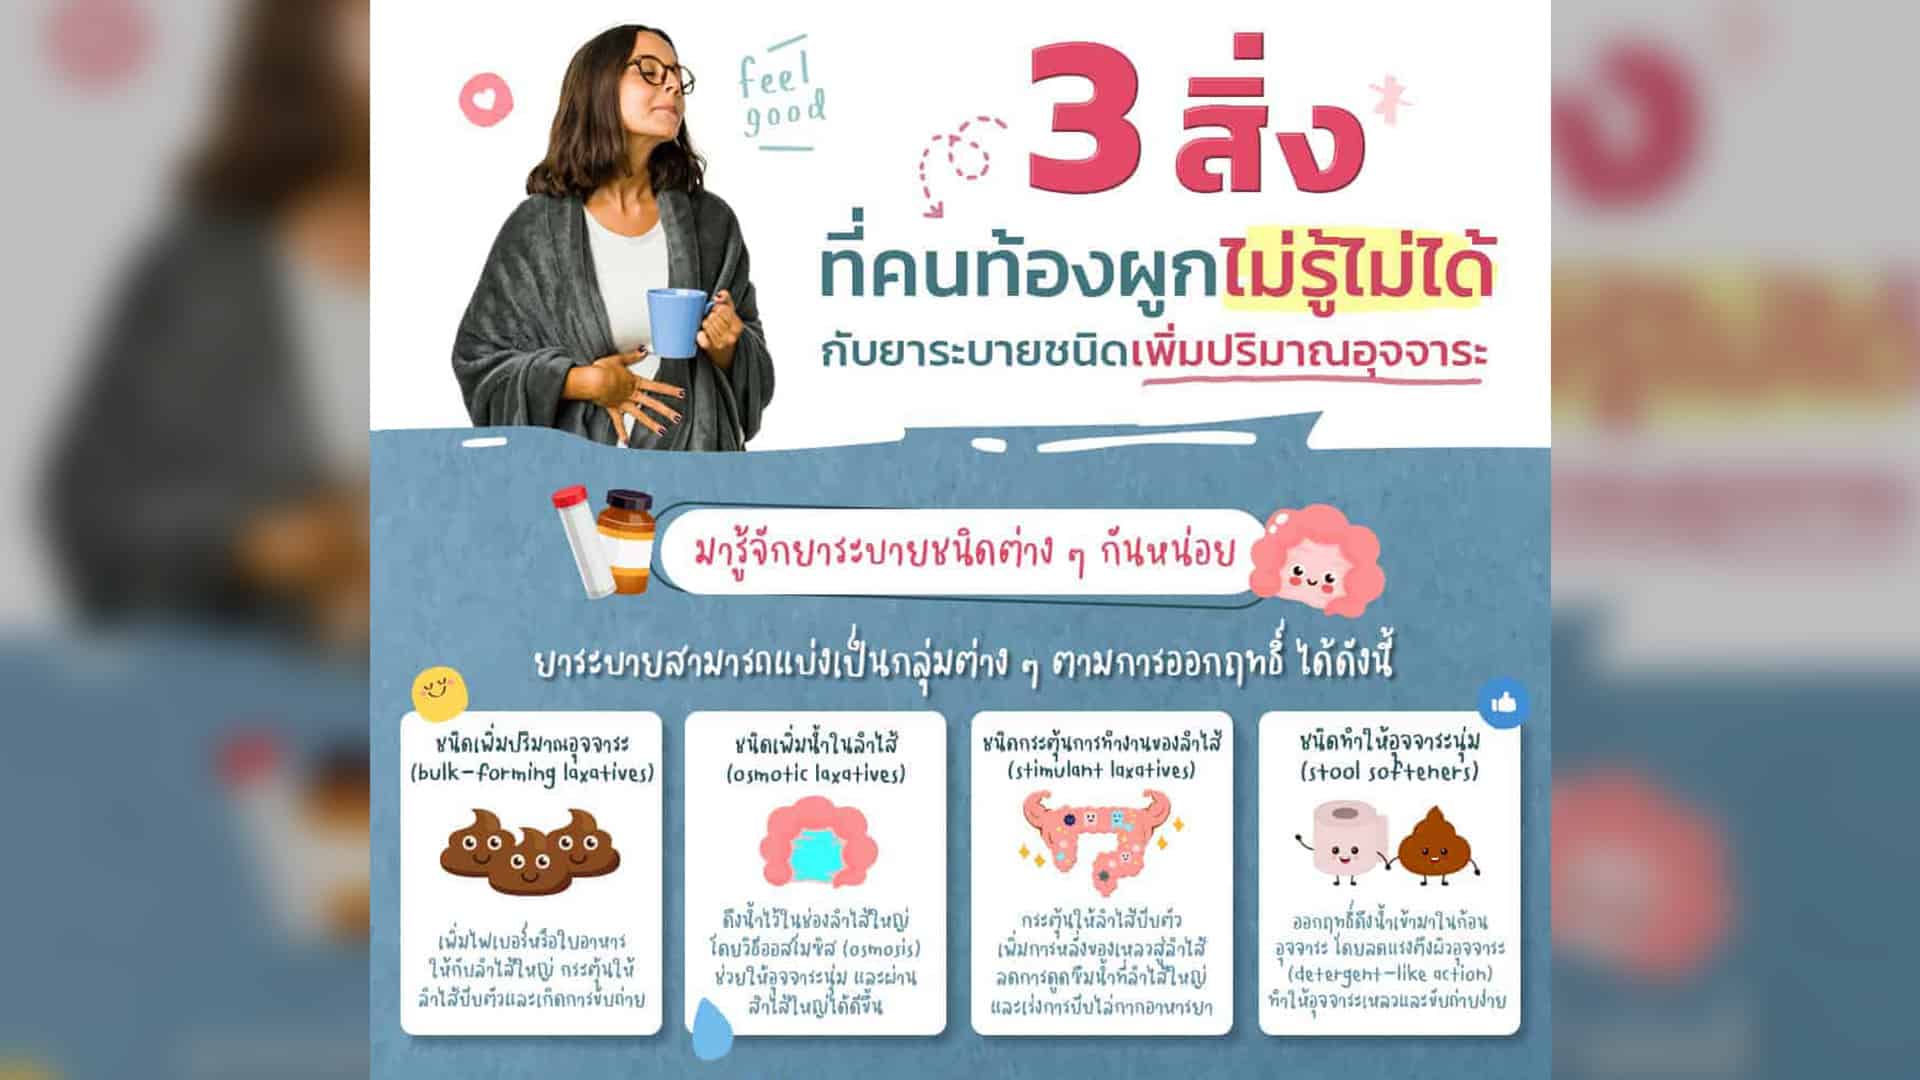 feel
good
3 สิ่ง
ที่คนท้องผูกไม่รู้ไม่ได้
กับยาระบายชนิดเพิ่มปริมาณอุจจาระ
มารู้จักยาระบายชนิดต่าง ๆ กันหน่อย
ยาระบายสามารถแบ่งเป็นกลุ่มต่าง ๆ ตามการออกฤทธิ์ ได้ดังนี้
ชนิดเพิ่มปริมาณอุจจาระ
(bulk-forming laxatives)
เพิ่มไฟเบอร์หรือใบอาหาร
ให้กับลำไส้ใหญ่ กระตุ้นให้
ลำไส้บีบตัวและเกิดการขับถ่าย
ชนิดเพิ่มน้ำในลำไส้
(osmotic laxatives)
ดึงน้ำไว้ในช่องลำไส้ใหญ่
โดยวิธีออสโมซิส (osmosis)
ช่วยให้อุจจาระนุ่ม และผ่าน
ลำไส้ใหญ่ได้ดีขึ้น
ชนิดกระตุ้นการทำงานของลำไส้
(stimulant laxatives)
กระตุ้นให้ลำไส้บีบตัว
เพิ่มการหลั่งของเหลวสู่ลำไส้
ลดการดูดซึมน้ำที่ลำไส้ใหญ่
และเร่งการบีบไล่กากอาหารยา
ชนิดทำให้อุจจาระนุ่ม
(stool softeners)
ออกฤทธิ์ดึงน้ำเข้ามาในก้อน
อุจจาระ โดยลดแรงตึงผิวอุจจาระ
(detergent-like action)
ทำให้อุจจาระเหลวและขับถ่ายง่าย